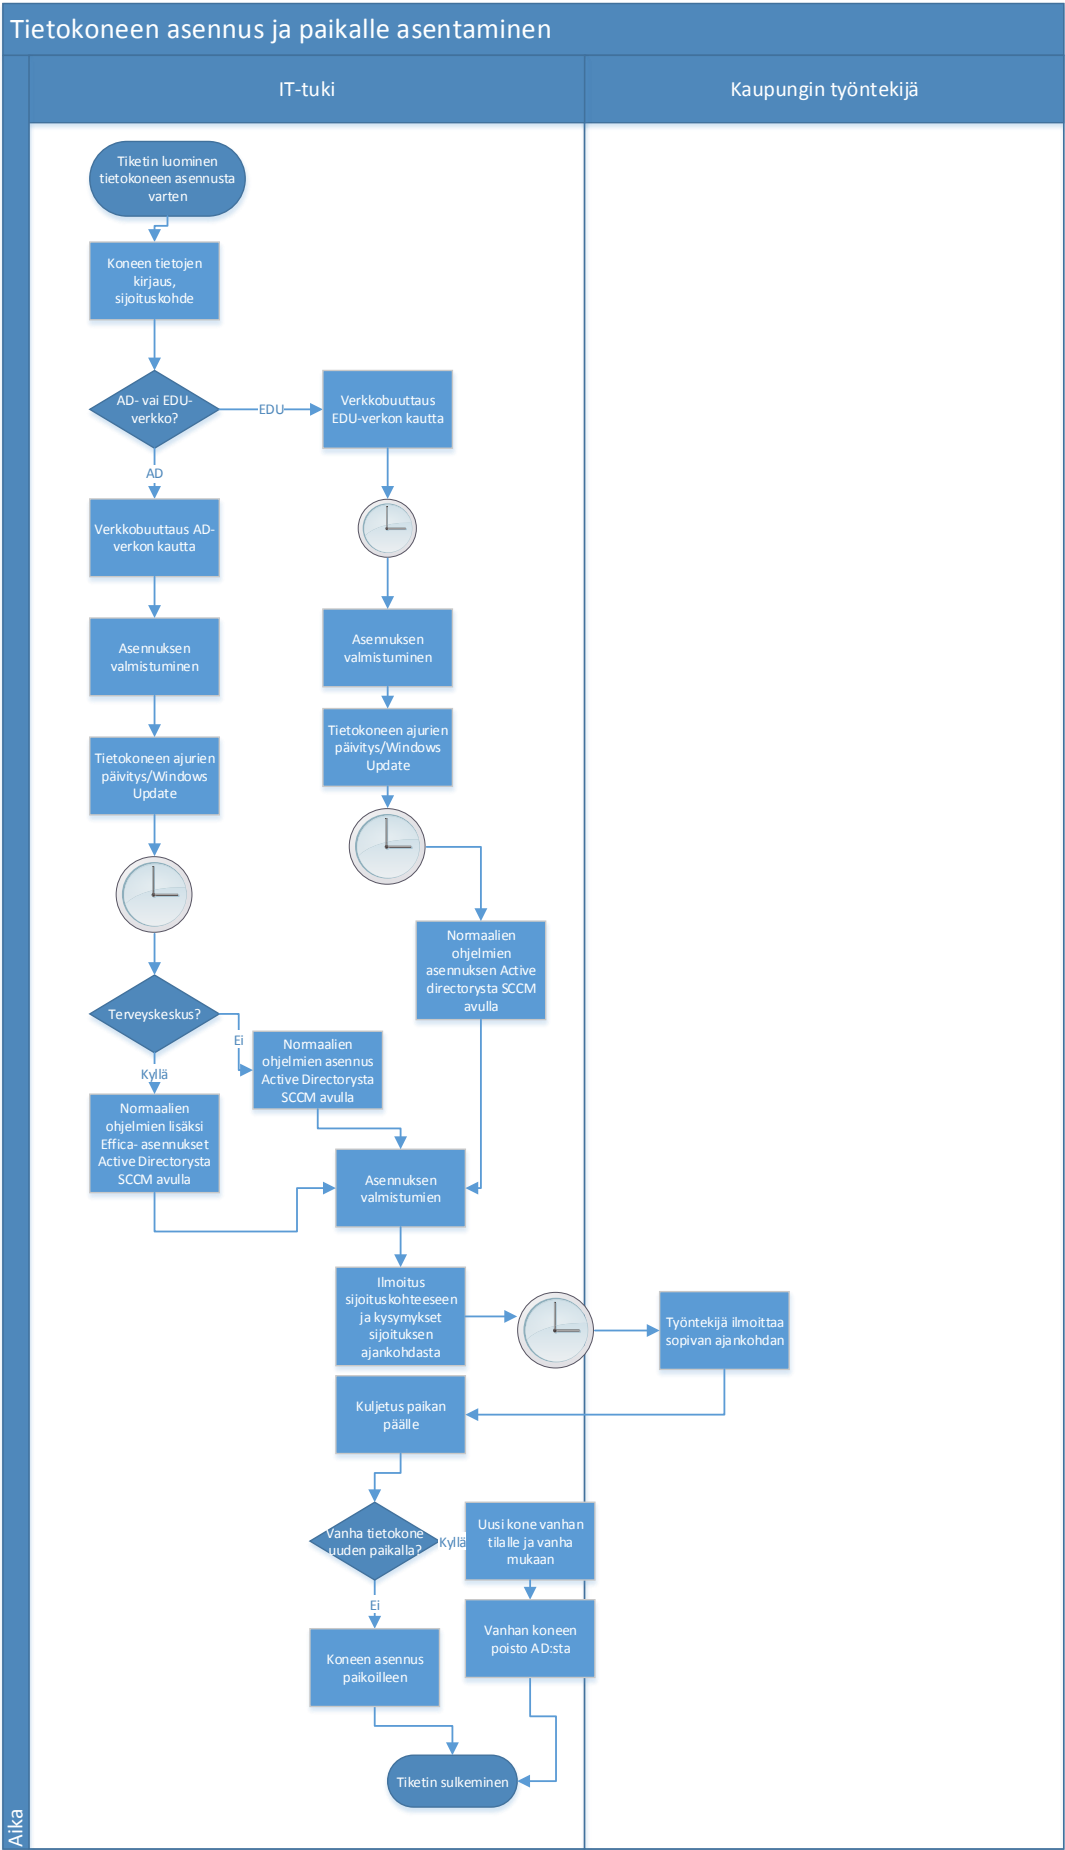 Tietokoneen asennus ja paikalle asentaminen
IT-tuki
Kaupungin työntekijä
Tiketin luominen
tietokoneen asennusta
varten
Koneen tietojen
kirjaus,
sijoituskohde
AD- vai EDU-
verkko?
EDU
Verkkobuuttaus
EDU-verkon kautta
AD
Verkkobuuttaus AD-
verkon kautta
Asennuksen
valmistuminen
Asennuksen
valmistuminen
Tietokoneen ajurien
päivitys/Windows
Update
Tietokoneen ajurien
päivitys/Windows
Update
Normaalien
ohjelmien
asennuksen Active
directorysta SCCM
avulla
Terveyskeskus?
Ei
Normaalien
ohjelmien asennus
Active Directorysta
SCCM avulla
Kyllä
Normaalien
ohjelmien lisäksi
Effica- asennukset
Active Directorysta
SCCM avulla
Asennuksen
valmistumien
Ilmoitus
sijoituskohteeseen
ja kysymykset
sijoituksen
ajankohdasta
Työntekijä ilmoittaa
sopivan ajankohdan
Kuljetus paikan
päälle
Vanha tietokone
uuden paikalla?
Kyllä
Uusi kone vanhan
tilalle ja vanha
mukaan
Ei
Vanhan koneen
poisto AD:sta
Koneen asennus
paikoilleen
Tiketin sulkeminen
Aika